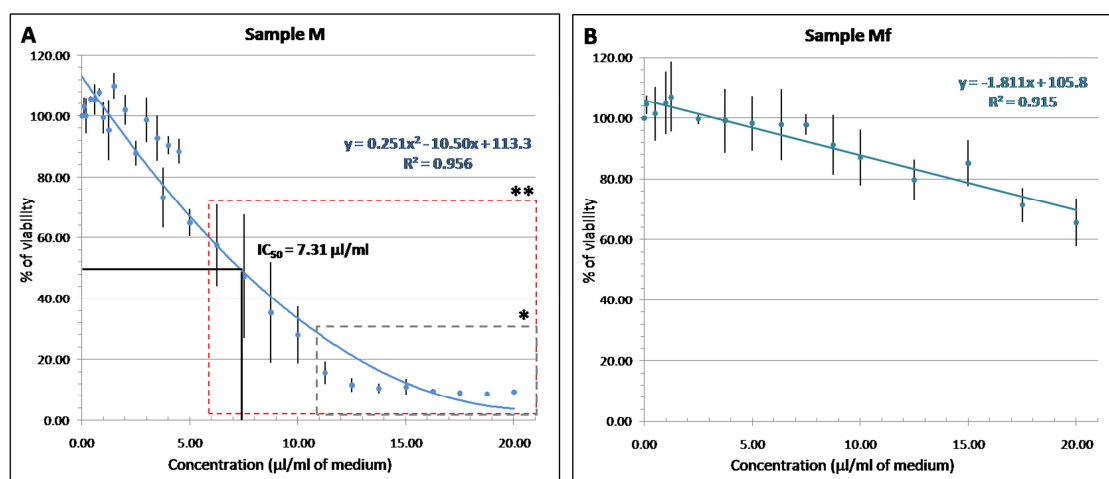 A
Sample M
120.00
100.00
80.00
60.00
40.00
20.00
0.00
% of viability
y = 0.251x² - 10.50x + 113.3
R² = 0.956
**
IC50 = 7.31 µl/ml
*
0.00 5.00 10.00 15.00 20.00
Concentration (µl/ml of medium)
B
Sample Mf
120.00
100.00
80.00
60.00
40.00
20.00
0.00
% of viability
y = -1.811x + 105.8
R² = 0.915
0.00 5.00 10.00 15.00 20.00
Concentration (µl/ml of medium)